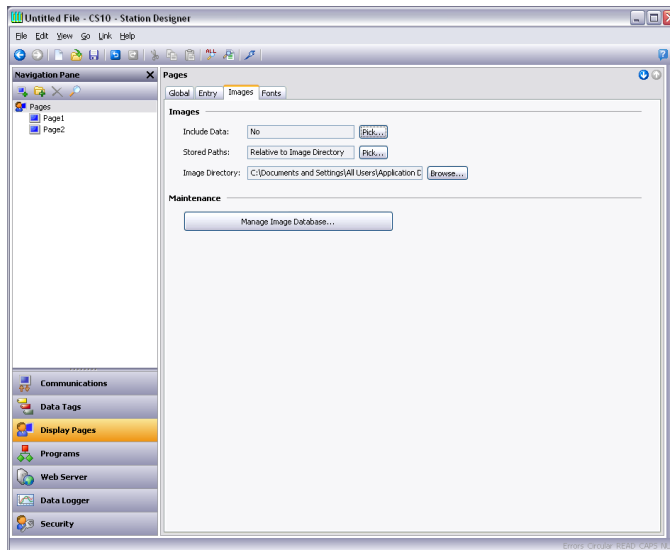 Untitled File - CS10 - Station Designer
File Edit View Go Link Help
Navigation Pane
Pages
Page1
Page2
Communications
Data Tags
Display Pages
Programs
Web Server
Data Logger
Security
Pages
Global Entry Images Fonts
Images
Include Data: No Pick...
Stored Paths: Relative to Image Directory Pick...
Image Directory: C:\Documents and Settings\All Users\Application D Browse...
Maintenance
Manage Image Database...
Errors Circular READ CAPS